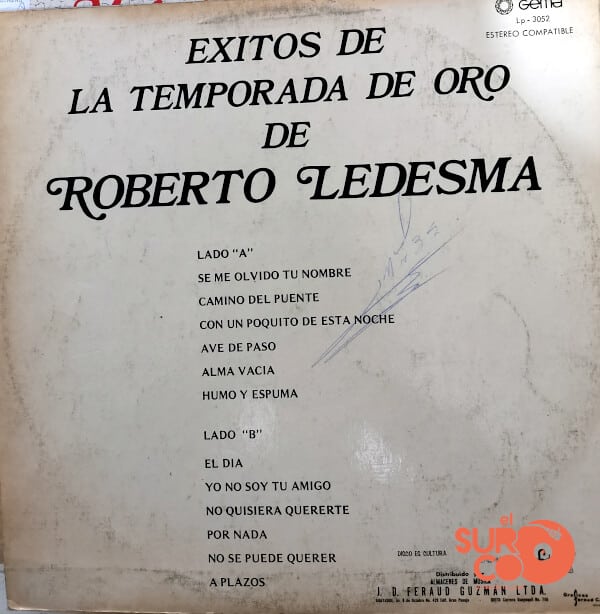 Gema
Lp - 3052
ESTEREO COMPATIBLE
EXITOS DE
LA TEMPORADA DE ORO
DE
ROBERTO LEDESMA
LADO "A"
SE ME OLVIDO TU NOMBRE
CAMINO DEL PUENTE
CON UN POQUITO DE ESTA NOCHE
AVE DE PASO
ALMA VACIA
HUMO Y ESPUMA
LADO "B"
EL DIA
YO NO SOY TU AMIGO
NO QUISIERA QUERERTE
POR NADA
NO SE PUEDE QUERER
A PLAZOS
el
SURCO
DISCO ES CULTURA
Distribuido
ALMACENES DE MUSICA
J. D. FERAUD GUZMAN LTDA.